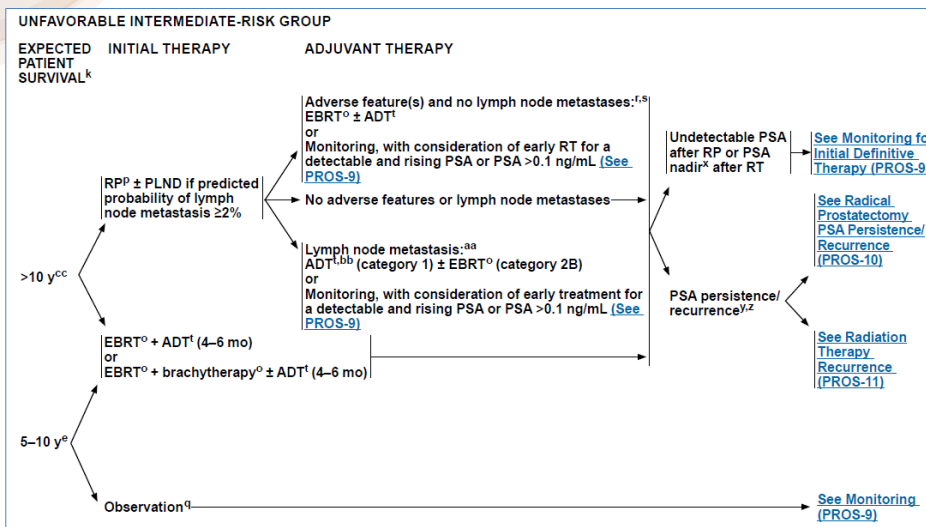 UNFAVORABLE INTERMEDIATE-RISK GROUP
EXPECTED
PATIENT
SURVIVALᵏ
INITIAL THERAPY
ADJUVANT THERAPY
>10 yᶜᶜ
5–10 yᵉ
RPᵖ ± PLND if predicted
probability of lymph
node metastasis ≥2%
EBRTᵒ + ADTᵗ (4–6 mo)
or
EBRTᵒ + brachytherapyᵒ ± ADTᵗ (4–6 mo)
Observationᑫ
Adverse feature(s) and no lymph node metastases:ʳ,ˢ
EBRTᵒ ± ADTᵗ
or
Monitoring, with consideration of early RT for
a detectable and rising PSA or PSA >0.1 ng/mL (See
PROS-9)
No adverse features or lymph node metastases
Lymph node metastasis:ᵃᵃ
ADTᵗ,ᵇᵇ (category 1) ± EBRTᵒ (category 2B)
or
Monitoring, with consideration of early treatment for
a detectable and rising PSA or PSA >0.1 ng/mL (See
PROS-9)
Undetectable PSA
after RP or PSA
nadirˣ after RT
PSA persistence/
recurrenceʸ,ᶻ
See Monitoring fo
Initial Definitive
Therapy (PROS-9
See Radical
Prostatectomy
PSA Persistence/
Recurrence
(PROS-10)
See Radiation
Therapy
Recurrence
(PROS-11)
See Monitoring
(PROS-9)